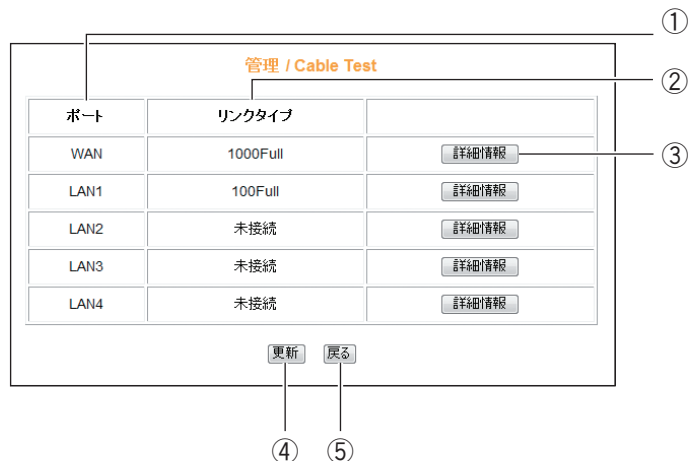 ①
管理 / Cable Test
②
ポート リンクタイプ
WAN 1000Full 詳細情報 ③
LAN1 100Full 詳細情報
LAN2 未接続 詳細情報
LAN3 未接続 詳細情報
LAN4 未接続 詳細情報
更新 戻る
④ ⑤